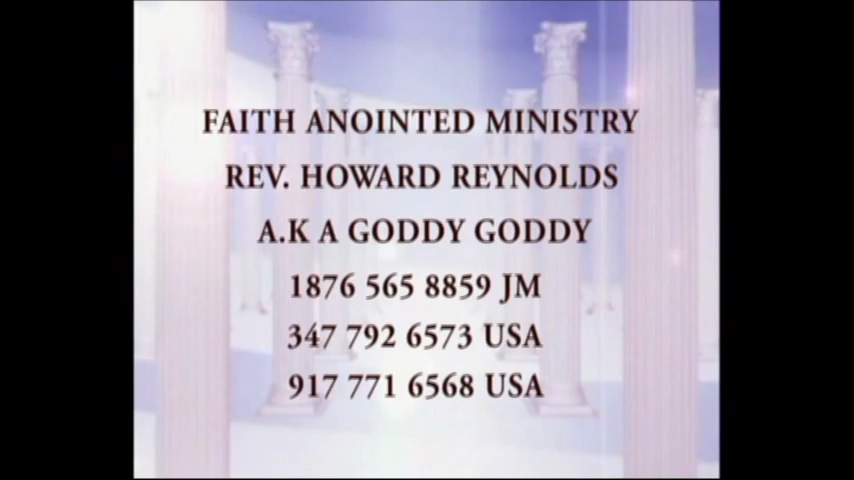 FAITH ANOINTED MINISTRY
REV. HOWARD REYNOLDS
A.K A GODDY GODDY
1876 565 8859 JM
347 792 6573 USA
917 771 6568 USA